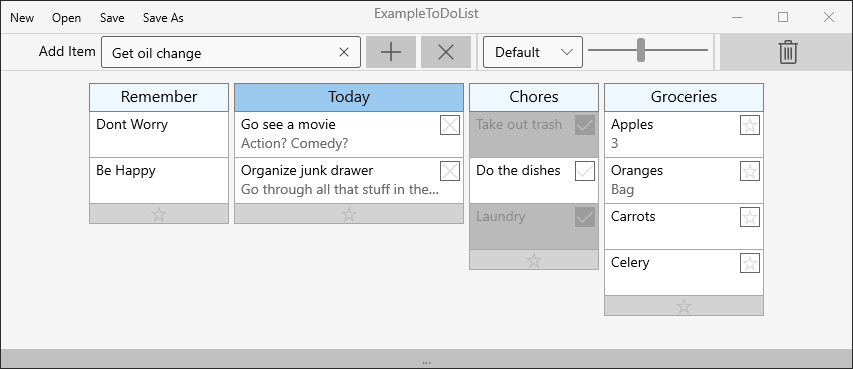 New Open Save Save As ExampleToDoList
Add Item Get oil change Default
Remember Today Chores Groceries
Dont Worry
Be Happy
Go see a movie
Action? Comedy?
Organize junk drawer
Go through all that stuff in the...
Take out trash
Do the dishes
Laundry
Apples
3
Oranges
Bag
Carrots
Celery
...